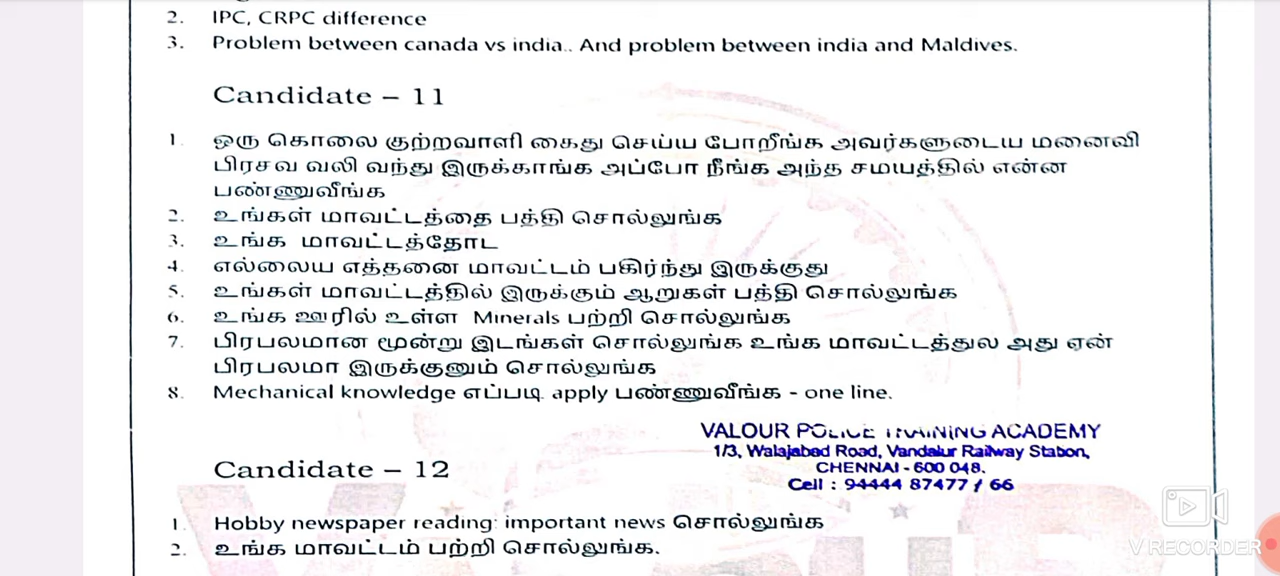 2. IPC, CRPC difference
3. Problem between canada vs india.. And problem between india and Maldives.
Candidate – 11
1. ஒரு கொலை குற்றவாளி கைது செய்ய போறீங்க அவர்களுடைய மனைவி
பிரசவ வலி வந்து இருக்காங்க அப்போ நீங்க அந்த சமயத்தில் என்ன
பண்ணுவீங்க
2. உங்கள் மாவட்டத்தை பத்தி சொல்லுங்க
3. உங்க மாவட்டத்தோட
4. எல்லைய எத்தனை மாவட்டம் பகிர்ந்து இருக்குது
5. உங்கள் மாவட்டத்தில் இருக்கும் ஆறுகள் பத்தி சொல்லுங்க
6. உங்க ஊரில் உள்ள Minerals பற்றி சொல்லுங்க
7. பிரபலமான மூன்று இடங்கள் சொல்லுங்க உங்க மாவட்டத்துல அது ஏன்
பிரபலமா இருக்குனும் சொல்லுங்க
8. Mechanical knowledge எப்படி apply பண்ணுவீங்க - one line.
VALOUR POLICE TRAINING ACADEMY
1/3, Walajabad Road, Vandalur Railway Station,
CHENNAI - 600 048.
Cell : 94444 87477 / 66
Candidate – 12
1. Hobby newspaper reading: important news சொல்லுங்க
2. உங்க மாவட்டம் பற்றி சொல்லுங்க.
V RECORDER